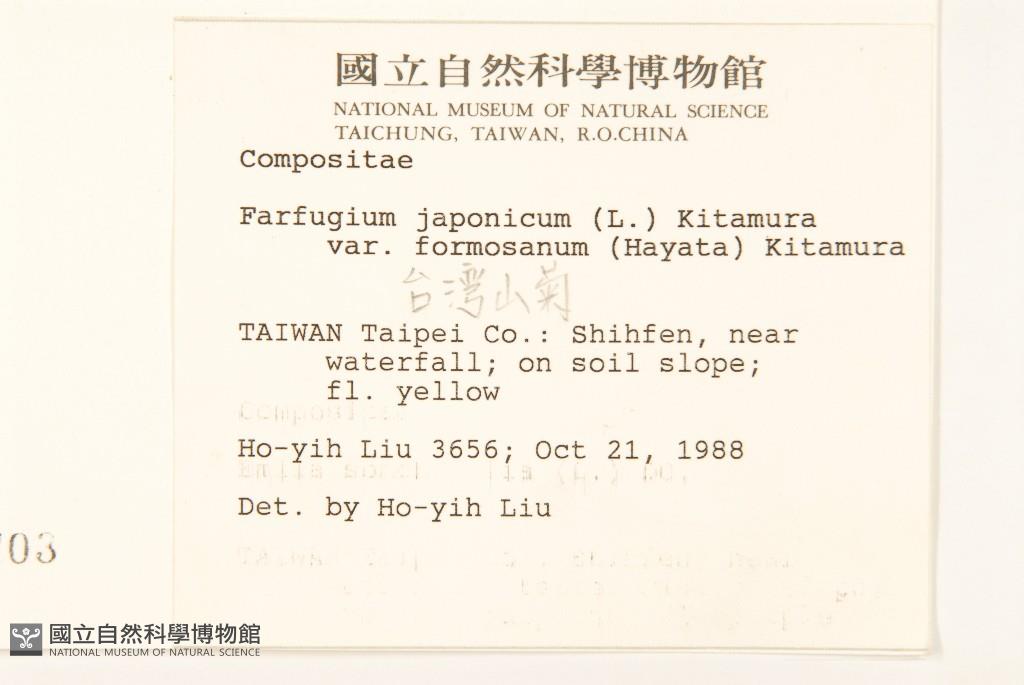 國立自然科學博物館
NATIONAL MUSEUM OF NATURAL SCIENCE
TAICHUNG, TAIWAN, R.O.CHINA
Compositae
Farfugium japonicum (L.) Kitamura
var. formosanum (Hayata) Kitamura
台灣山菊
TAIWAN Taipei Co.: Shihfen, near
waterfall; on soil slope;
fl. yellow
Ho-yih Liu 3656; Oct 21, 1988
Det. by Ho-yih Liu
03
國立自然科學博物館
NATIONAL MUSEUM OF NATURAL SCIENCE